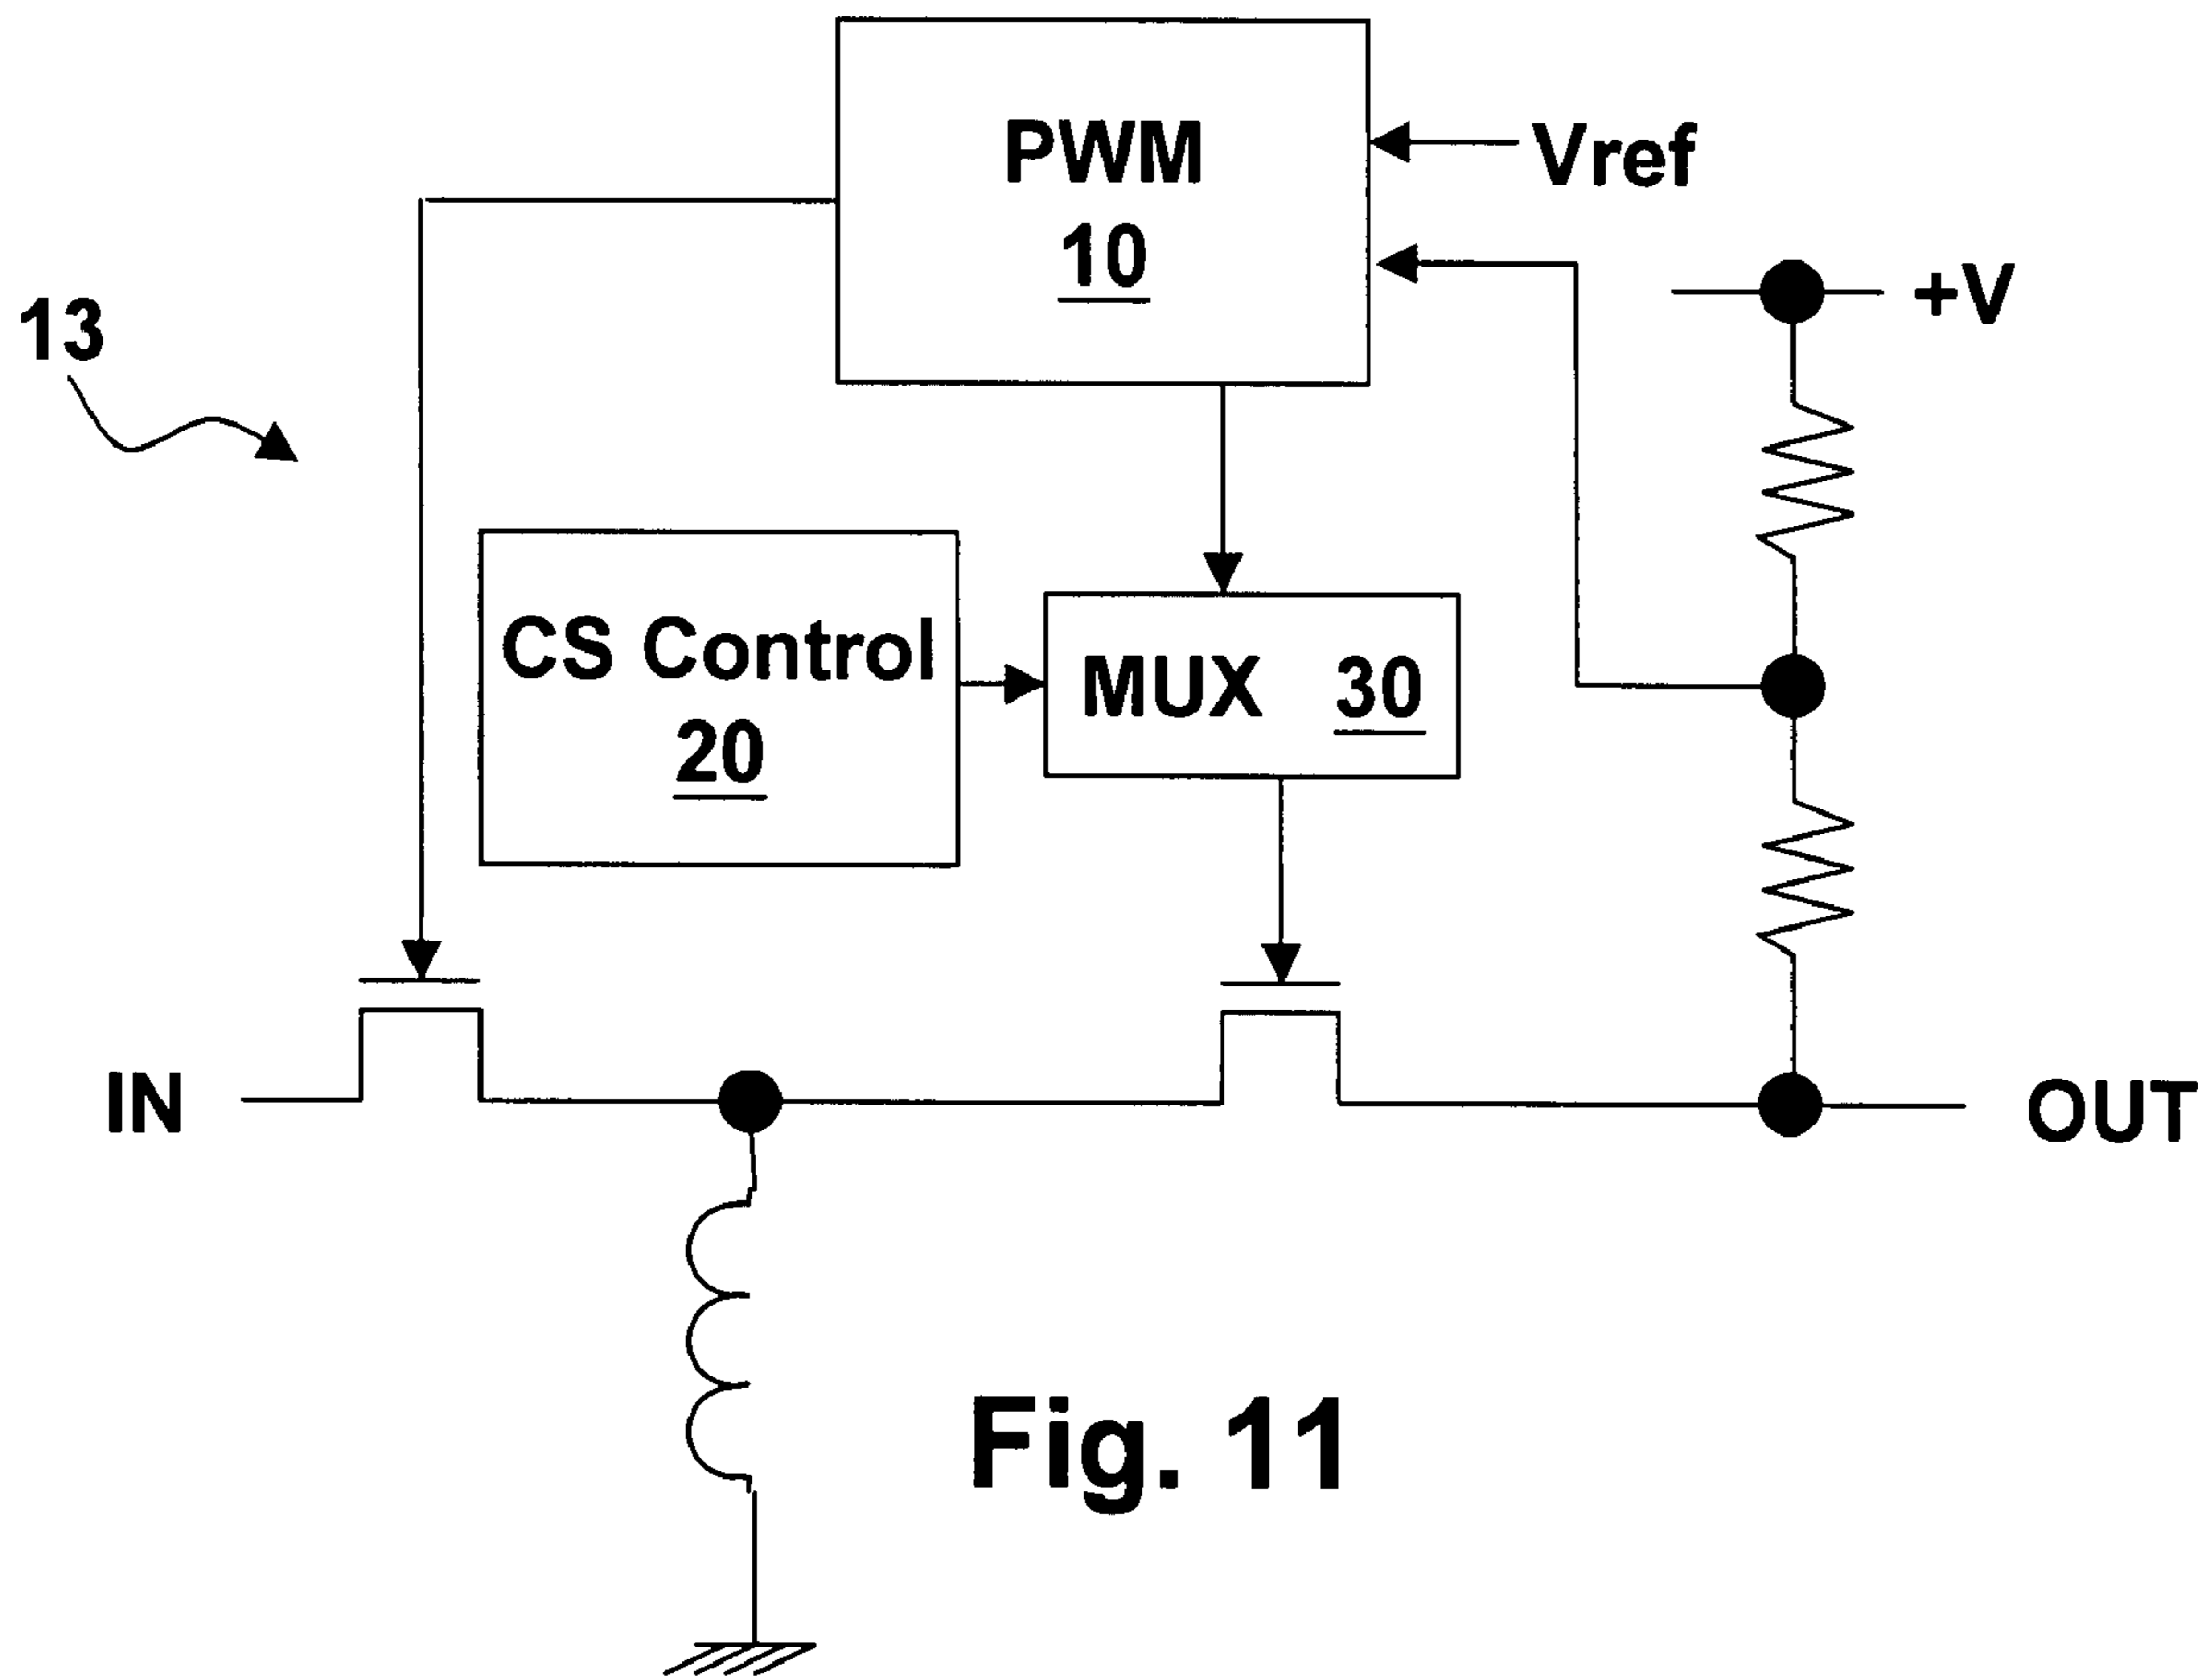 PWM
10
Vref
+V
13
CS Control
20
MUX 30
IN
OUT
Fig. 11